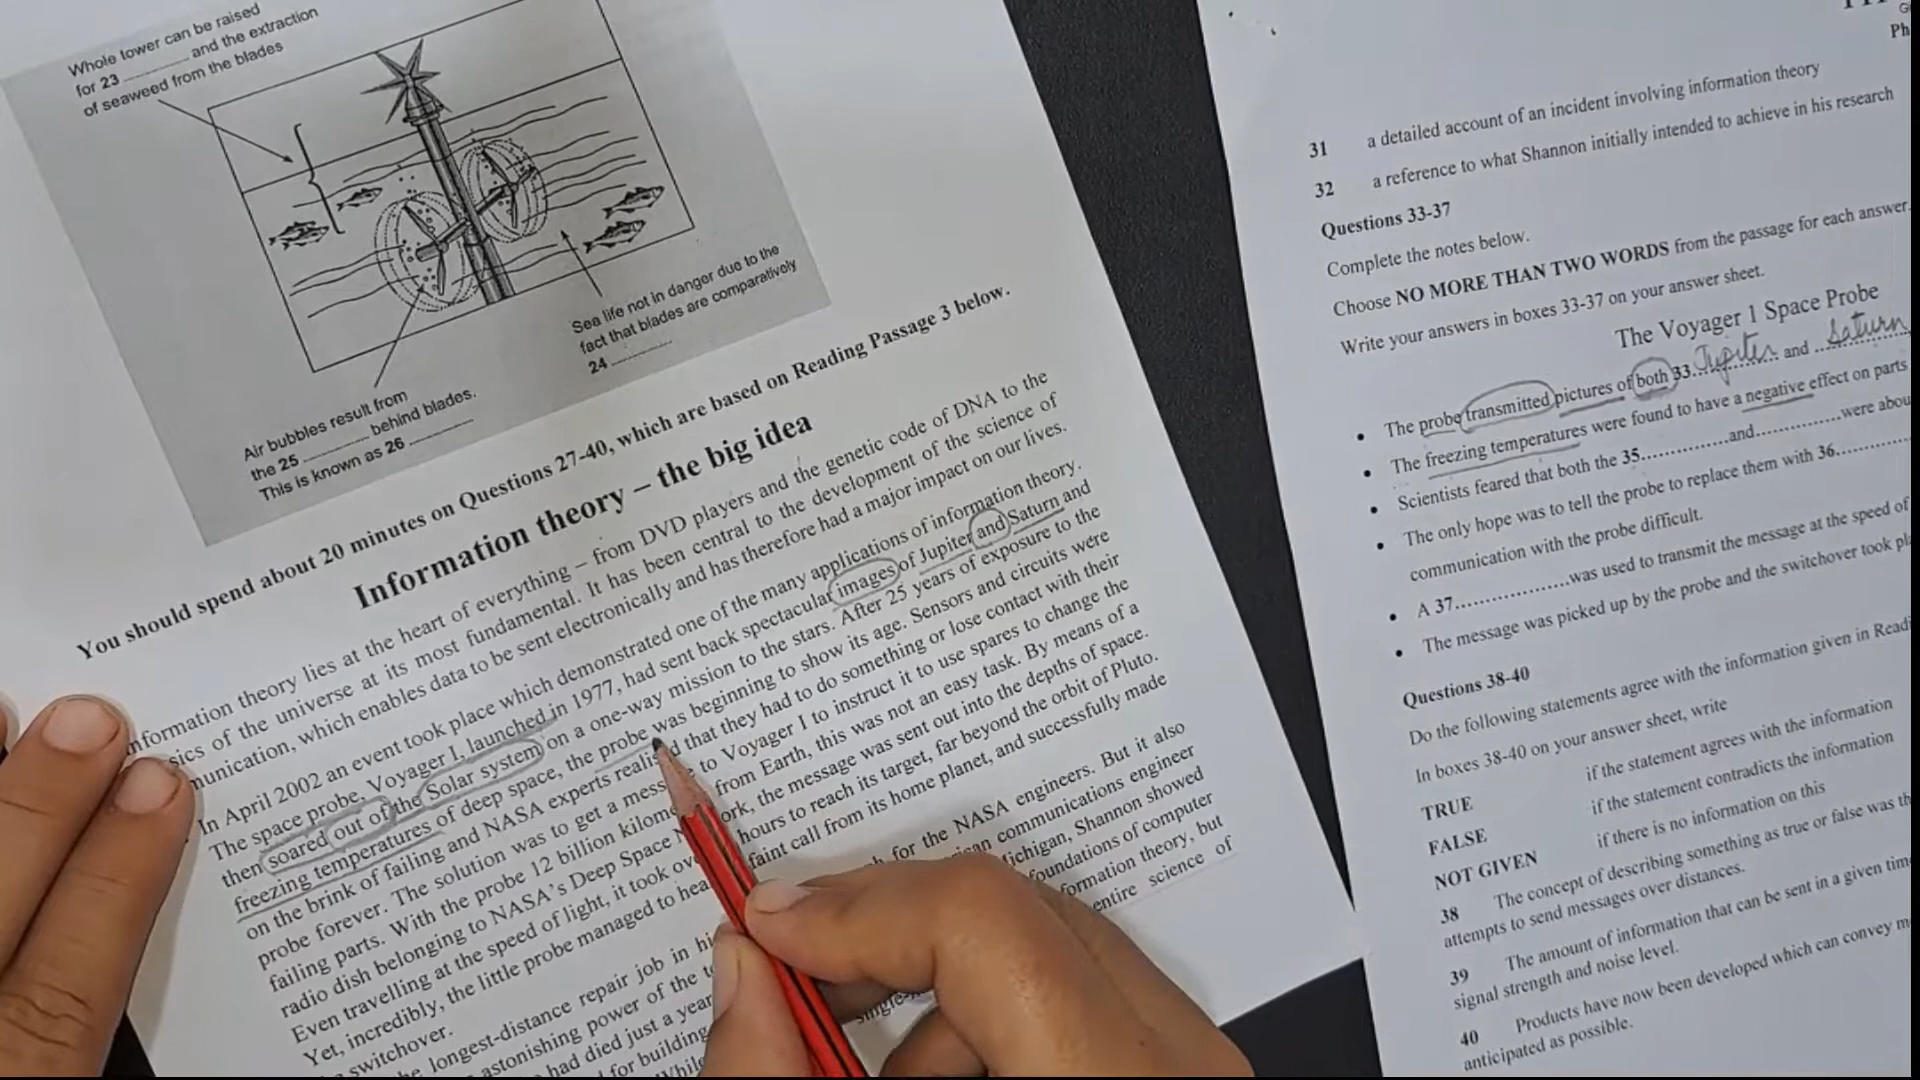 Whole tower can be raised
for 23 ________ and the extraction
of seaweed from the blades
Sea life not in danger due to the
fact that blades are comparatively
24 ________
Air bubbles result from
the 25 ________ behind blades.
This is known as 26 ________
You should spend about 20 minutes on Questions 27-40, which are based on Reading Passage 3 below.
Information theory – the big idea
nformation theory lies at the heart of everything – from DVD players and the genetic code of DNA to the
sics of the universe at its most fundamental. It has been central to the development of the science of
munication, which enables data to be sent electronically and has therefore had a major impact on our lives.
In April 2002 an event took place which demonstrated one of the many applications of information theory.
The space probe, Voyager I, launched in 1977, had sent back spectacular images of Jupiter and Saturn and
then soared out of the Solar system on a one-way mission to the stars. After 25 years of exposure to the
freezing temperatures of deep space, the probe was beginning to show its age. Sensors and circuits were
on the brink of failing and NASA experts realis d that they had to do something or lose contact with their
probe forever. The solution was to get a mess to Voyager I to instruct it to use spares to change the
failing parts. With the probe 12 billion kilome from Earth, this was not an easy task. By means of a
radio dish belonging to NASA's Deep Space N ork, the message was sent out into the depths of space.
Even travelling at the speed of light, it took ov hours to reach its target, far beyond the orbit of Pluto.
Yet, incredibly, the little probe managed to hea faint call from its home planet, and successfully made
switchover.
longest-distance repair job in hi h for the NASA engineers. But it also
astonishing power of the t ican communications engineer
had died just a year ichigan, Shannon showed
for building foundations of computer
While formation theory, but
single- entire science of
31 a detailed account of an incident involving information theory
32 a reference to what Shannon initially intended to achieve in his research
Questions 33-37
Complete the notes below.
Choose NO MORE THAN TWO WORDS from the passage for each answer.
Write your answers in boxes 33-37 on your answer sheet.
The Voyager 1 Space Probe
• The probe transmitted pictures of both 33....Jupiter.... and ....Saturn....
• The freezing temperatures were found to have a negative effect on parts
• Scientists feared that both the 35................and................were abou
• The only hope was to tell the probe to replace them with 36..............
communication with the probe difficult.
• A 37................was used to transmit the message at the speed of
• The message was picked up by the probe and the switchover took pl
Questions 38-40
Do the following statements agree with the information given in Readi
In boxes 38-40 on your answer sheet, write
TRUE if the statement agrees with the information
FALSE if the statement contradicts the information
NOT GIVEN if there is no information on this
38 The concept of describing something as true or false was th
attempts to send messages over distances.
39 The amount of information that can be sent in a given tim
signal strength and noise level.
40 Products have now been developed which can convey m
anticipated as possible.